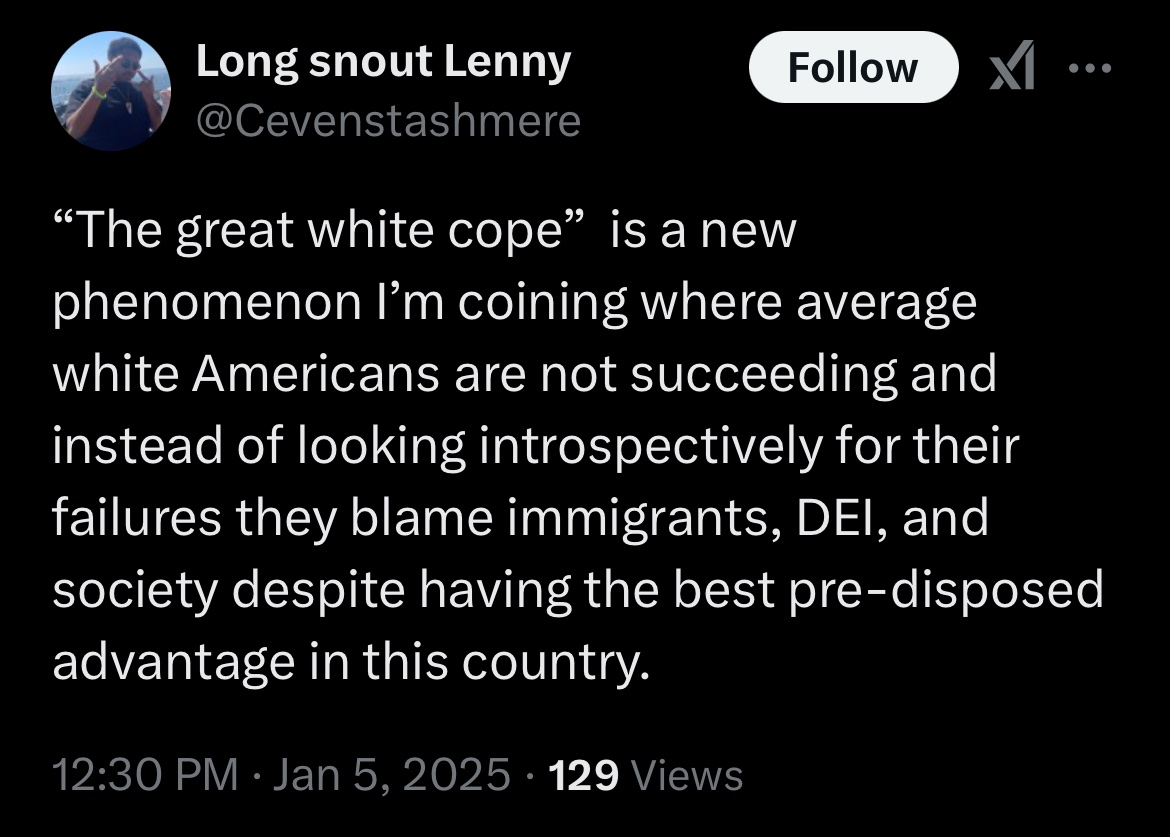 Long snout Lenny
Follow
@Cevenstashmere
“The great white cope”  is a new
phenomenon I’m coining where average
white Americans are not succeeding and
instead of looking introspectively for their
failures they blame immigrants, DEI, and
society despite having the best pre-disposed
advantage in this country.
12:30 PM · Jan 5, 2025 · 129 Views